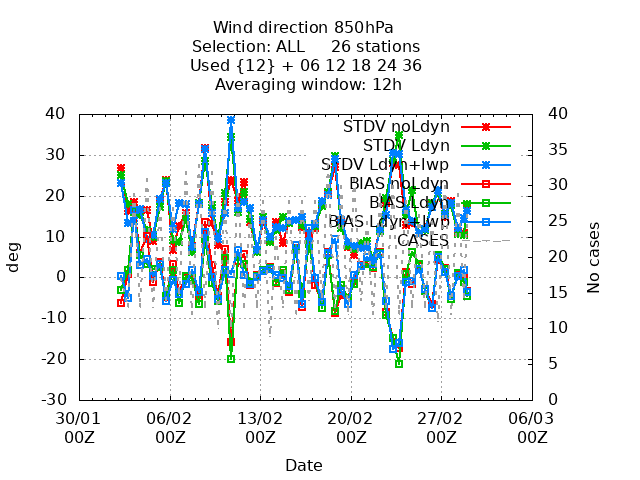 Wind direction 850hPa
Selection: ALL 26 stations
Used {12} + 06 12 18 24 36
Averaging window: 12h
40 40
STDV noLdyn
35
30 STDV Ldyn
STDV Ldyn+lwp
30
20 BIAS noLdyn
BIAS Ldyn
25
BIAS Ldyn+lwp
10 CASES
deg
20
No cases
0
15
-10
10
-20
5
-30 0
30/01 06/02 13/02 20/02 27/02 06/03
00Z 00Z 00Z 00Z 00Z 00Z
Date